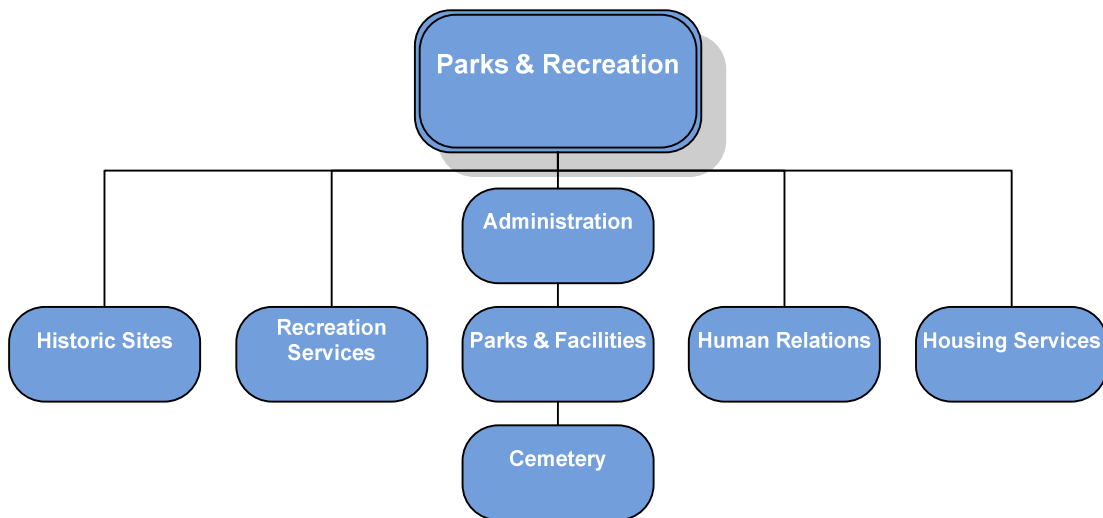 Parks & Recreation
Administration
Historic Sites
Recreation
Services
Parks & Facilities
Human Relations
Housing Services
Cemetery